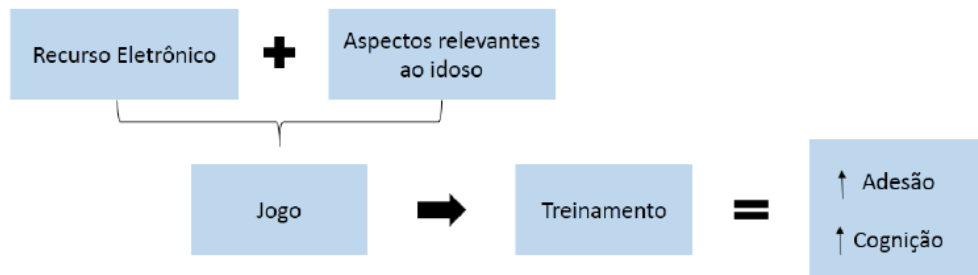 Recurso Eletrônico
Aspectos relevantes
ao idoso
Jogo
Treinamento
↑ Adesão
↑ Cognição